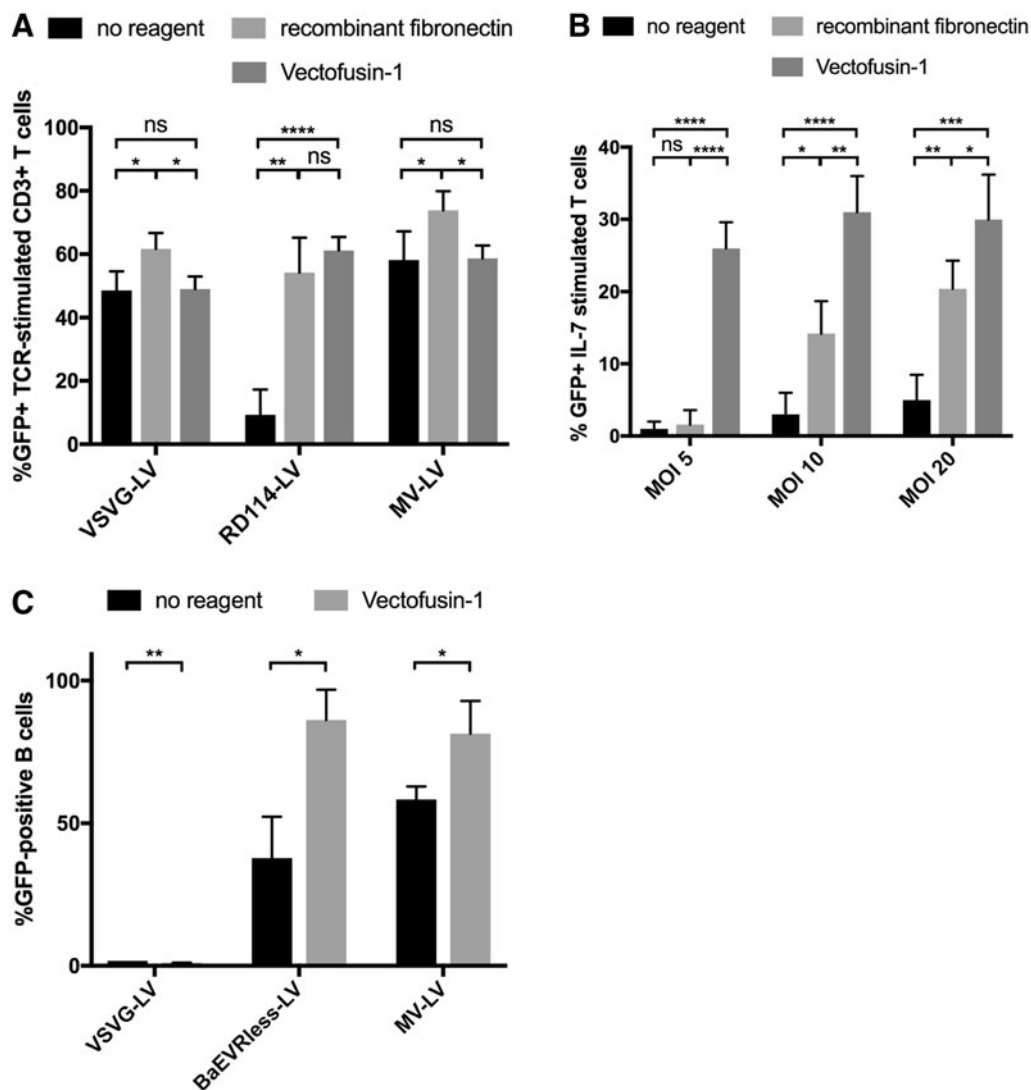 A
no reagent
recombinant fibronectin
Vectofusin-1
%GFP+ TCR-stimulated CD3+ T cells
100
80
60
40
20
0
ns
* *
****
** ns
ns
* *
VSVG-LV
RD114-LV
MV-LV
B
no reagent
recombinant fibronectin
Vectofusin-1
% GFP+ IL-7 stimulated T cells
40
30
20
10
0
****
ns ****
****
* **
***
** *
MOI 5
MOI 10
MOI 20
C
no reagent
Vectofusin-1
%GFP-positive B cells
100
50
0
**
*
*
VSVG-LV
BaEVRless-LV
MV-LV